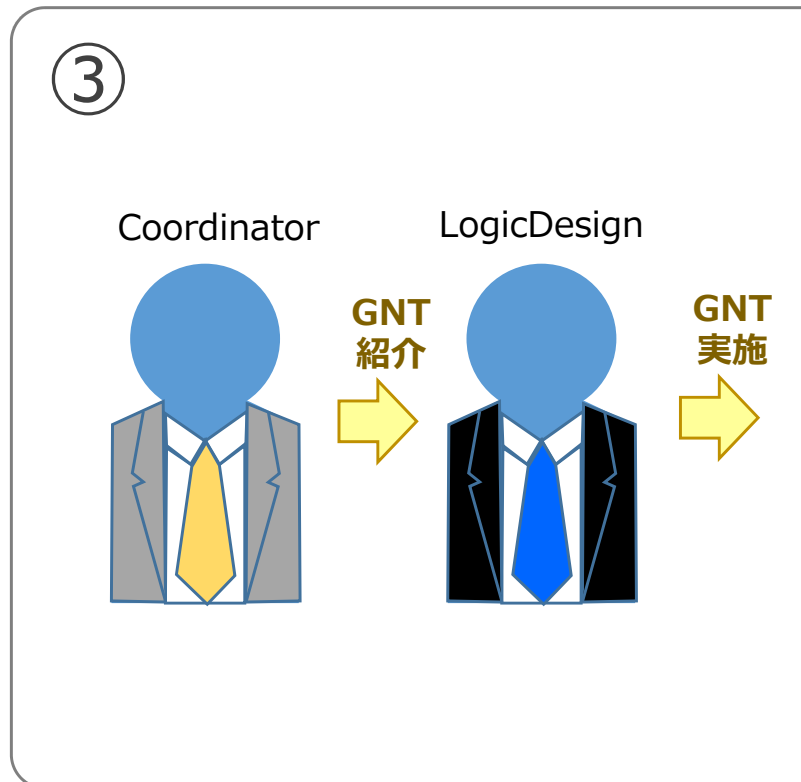 ③
Coordinator
LogicDesign
GNT
紹介
GNT
実施